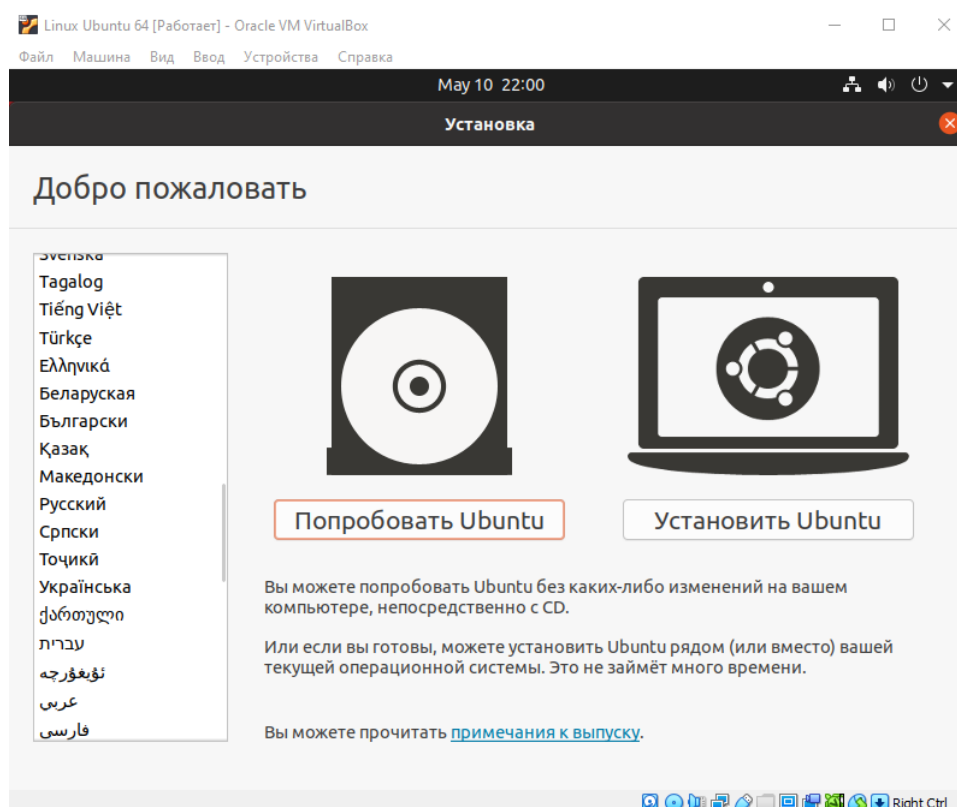 Linux Ubuntu 64 [Работает] - Oracle VM VirtualBox
Файл Машина Вид Ввод Устройства Справка
May 10 22:00
Установка
Добро пожаловать
Svenska
Tagalog
Tiếng Việt
Türkçe
Ελληνικά
Беларуская
Български
Қазақ
Македонски
Русский
Српски
Тоҷикӣ
Українська
ქართული
עברית
ئۇيغۇرچە
عربي
فارسی
Попробовать Ubuntu
Установить Ubuntu
Вы можете попробовать Ubuntu без каких-либо изменений на вашем
компьютере, непосредственно с CD.
Или если вы готовы, можете установить Ubuntu рядом (или вместо) вашей
текущей операционной системы. Это не займёт много времени.
Вы можете прочитать примечания к выпуску.
Right Ctrl